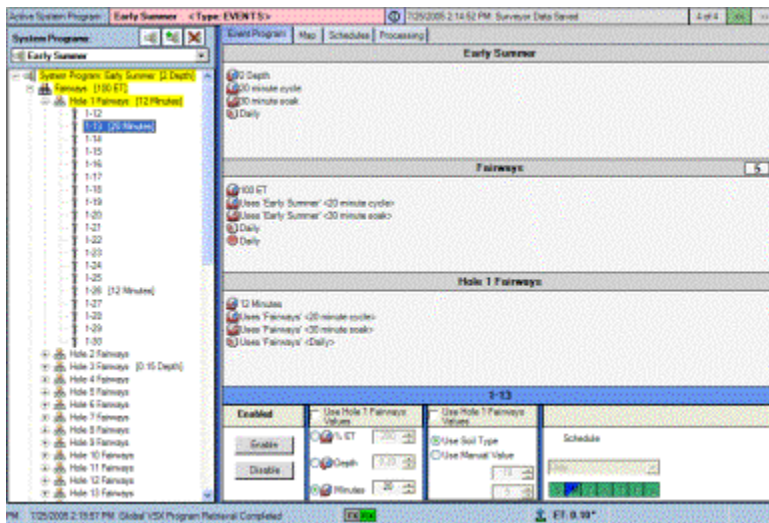 Active System Program Early Summer <Type: EVENTS> 7/25/2005 2:14:52 PM: Surveyor Data Saved 4 of 4
System Programs:
Early Summer
System Program: Early Summer [2 Depth]
Fairways [100 ET]
Hole 1 Fairways [12 Minutes]
1-12
1-13 [20 Minutes]
1-14
1-15
1-16
1-17
1-18
1-19
1-20
1-21
1-22
1-23
1-24
1-25
1-26 [12 Minutes]
1-27
1-28
1-29
1-30
Hole 2 Fairways
Hole 3 Fairways [0.15 Depth]
Hole 4 Fairways
Hole 5 Fairways
Hole 6 Fairways
Hole 7 Fairways
Hole 8 Fairways
Hole 9 Fairways
Hole 10 Fairways
Hole 11 Fairways
Hole 12 Fairways
Hole 13 Fairways
Event Program Map Schedules Processing
Early Summer
2 Depth
20 minute cycle
30 minute soak
Daily
Fairways 5
100 ET
Uses 'Early Summer' <20 minute cycle>
Uses 'Early Summer' <30 minute soak>
Daily
Daily
Hole 1 Fairways
12 Minutes
Uses 'Fairways' <20 minute cycle>
Uses 'Fairways' <30 minute soak>
Uses 'Fairways' <Daily>
1-13
Enabled
Enable
Disable
Use Hole 1 Fairways
Values
% ET
Depth
Minutes 20
Use Hole 1 Fairways
Values
Use Soil Type
Use Manual Value
Schedule
PM 7/25/2005 2:15:57 PM: Global VSX Program Retrieval Completed ET: 0.10"